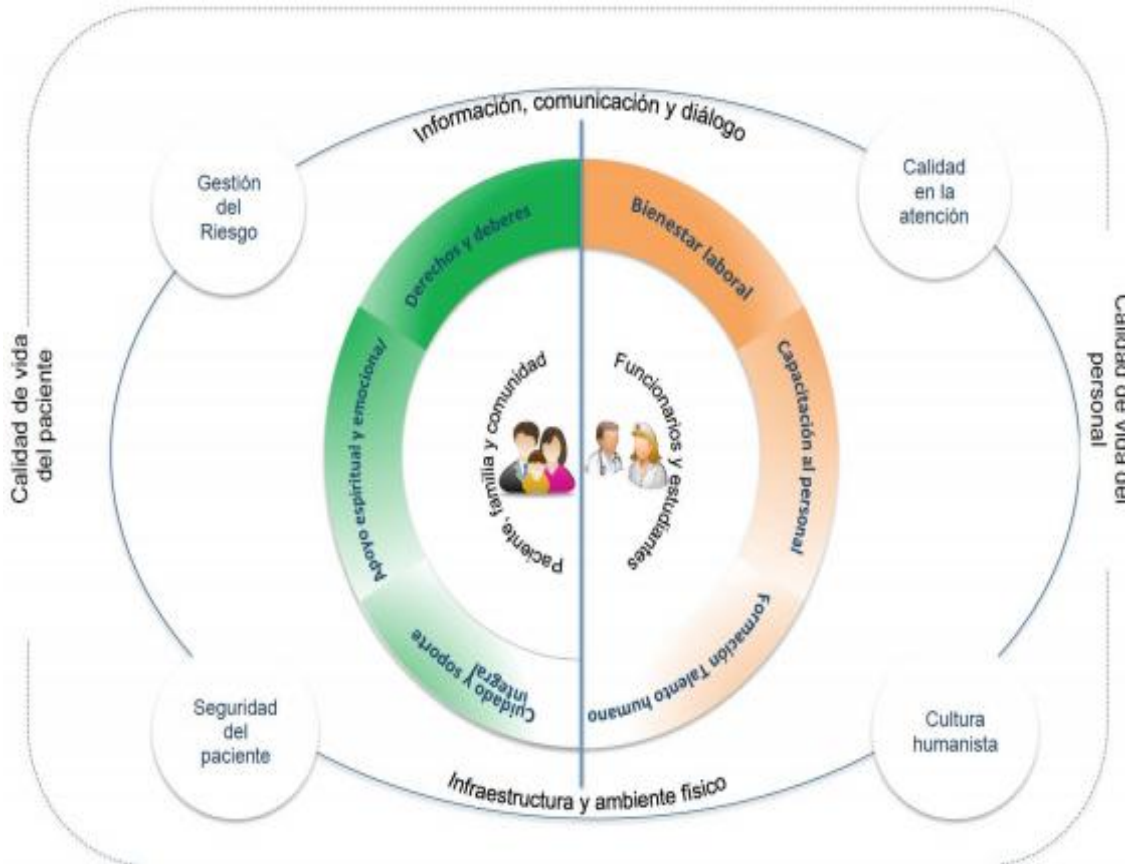 Información, comunicación y diálogo
Gestión
del
Riesgo
Calidad
en la
atención
Derechos y deberes
Bienestar laboral
Calidad de vida
del paciente
Apoyo espiritual y emocional
Paciente, familia y comunidad
Funcionarios y estudiantes
Capacitación al personal
Calidad de vida del
personal
Cuidado y soporte
integral
Formación Talento humano
Seguridad
del
paciente
Cultura
humanista
Infraestructura y ambiente físico